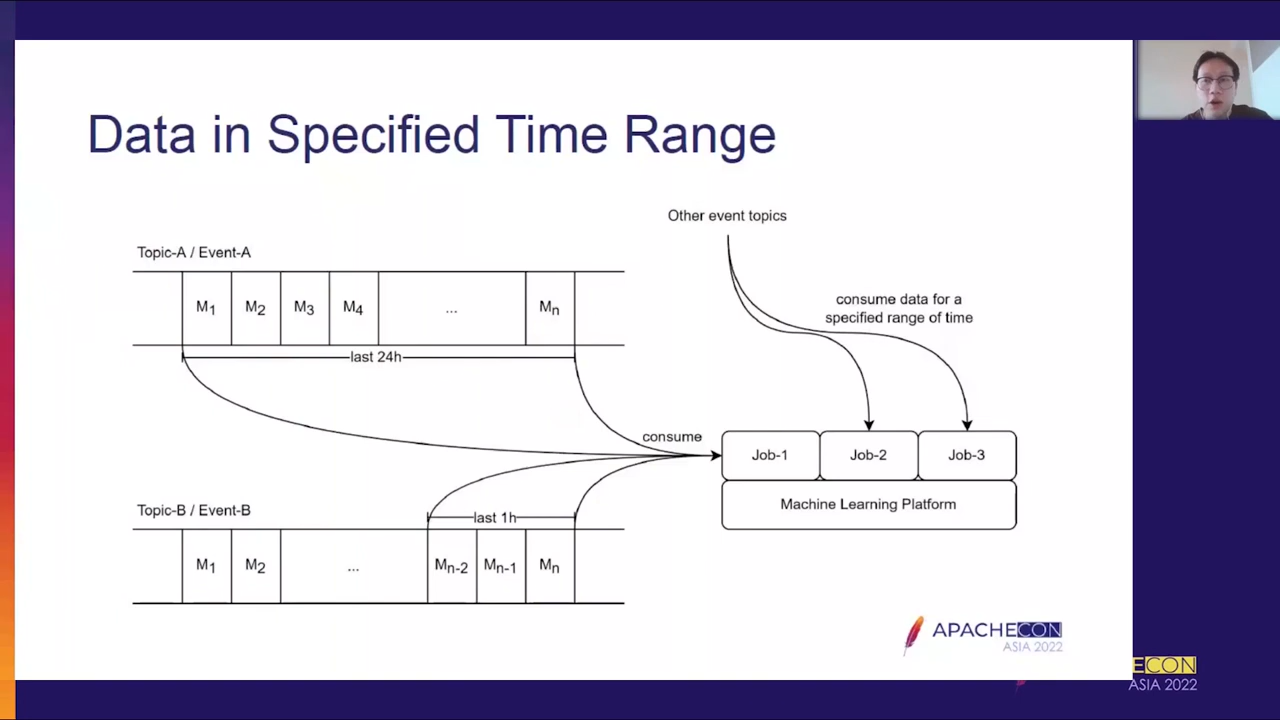 Data in Specified Time Range
Other event topics
Topic-A / Event-A
consume data for a
specified range of time
M1 M2 M3 M4 ... Mn
last 24h
consume
Job-1 Job-2 Job-3
Machine Learning Platform
Topic-B / Event-B
last 1h
M1 M2 ... Mn-2 Mn-1 Mn
APACHECON
ASIA 2022
ECON
ASIA 2022